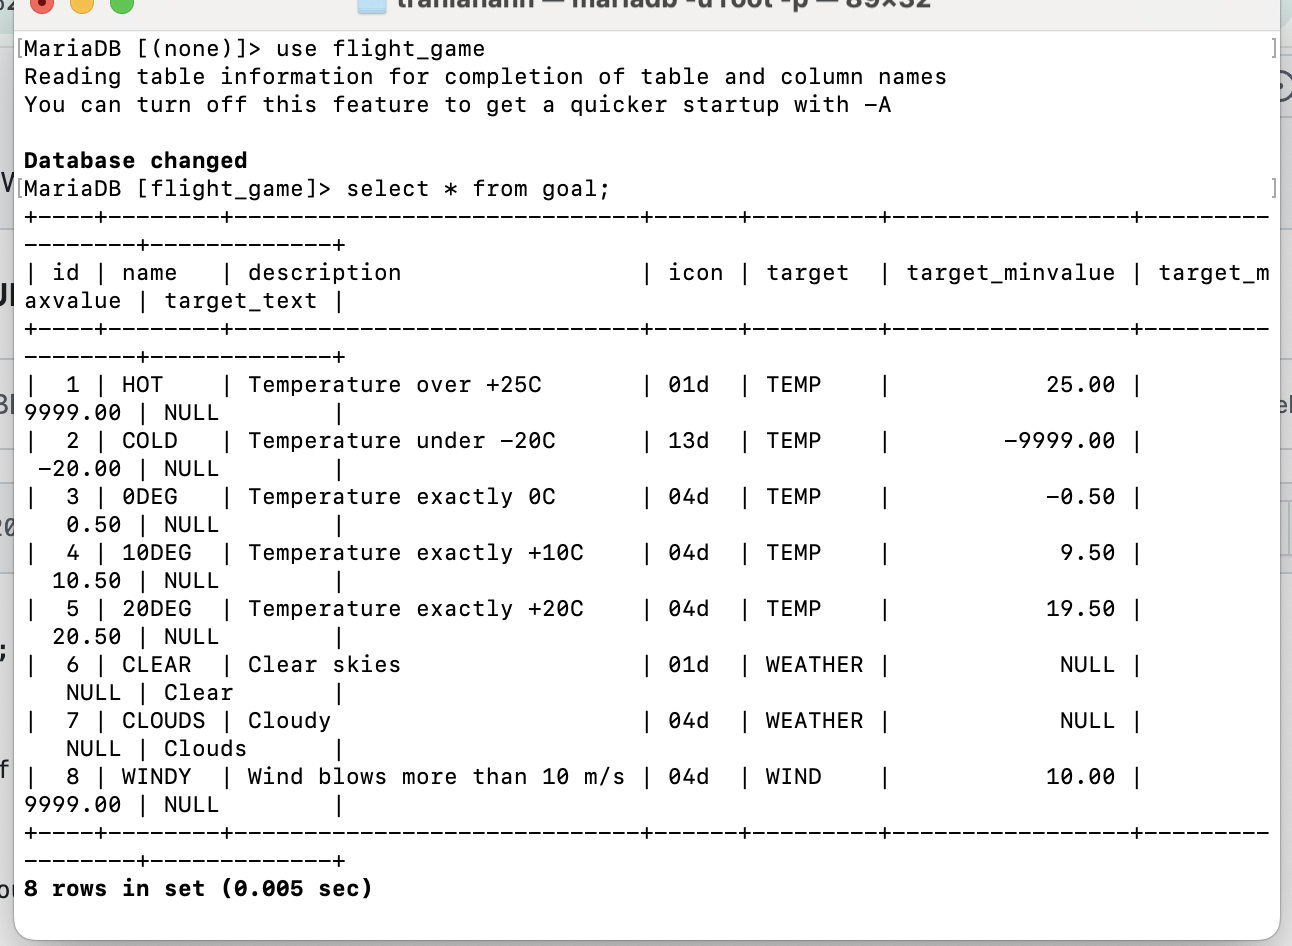 MariaDB [(none)]> use flight_game
Reading table information for completion of table and column names
You can turn off this feature to get a quicker startup with -A
Database changed
MariaDB [flight_game]> select * from goal;
+----+--------+-----------------------------+------+---------+-----------------+---------
--------+-------------+
| id | name   | description                 | icon | target  | target_minvalue | target_m
axvalue | target_text |
+----+--------+-----------------------------+------+---------+-----------------+---------
--------+-------------+
|  1 | HOT    | Temperature over +25C       | 01d  | TEMP    |           25.00 |
9999.00 | NULL        |
|  2 | COLD   | Temperature under -20C      | 13d  | TEMP    |        -9999.00 |
 -20.00 | NULL        |
|  3 | 0DEG   | Temperature exactly 0C      | 04d  | TEMP    |           -0.50 |
   0.50 | NULL        |
|  4 | 10DEG  | Temperature exactly +10C    | 04d  | TEMP    |            9.50 |
  10.50 | NULL        |
|  5 | 20DEG  | Temperature exactly +20C    | 04d  | TEMP    |           19.50 |
  20.50 | NULL        |
|  6 | CLEAR  | Clear skies                 | 01d  | WEATHER |            NULL |
   NULL | Clear       |
|  7 | CLOUDS | Cloudy                      | 04d  | WEATHER |            NULL |
   NULL | Clouds      |
|  8 | WINDY  | Wind blows more than 10 m/s | 04d  | WIND    |           10.00 |
9999.00 | NULL        |
+----+--------+-----------------------------+------+---------+-----------------+---------
--------+-------------+
8 rows in set (0.005 sec)